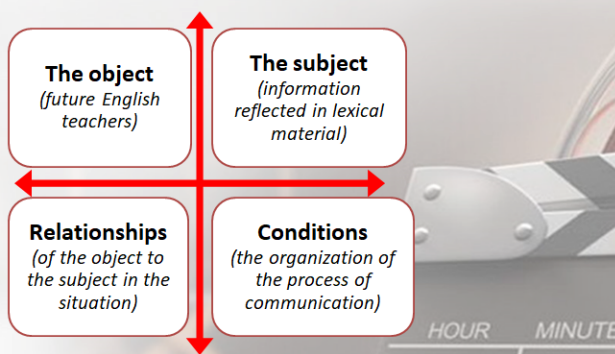 The object
(future English
teachers)
The subject
(information
reflected in lexical
material)
Relationships
(of the object to
the subject in the
situation)
Conditions
(the organization of
the process of
communication)
HOUR MINUTE